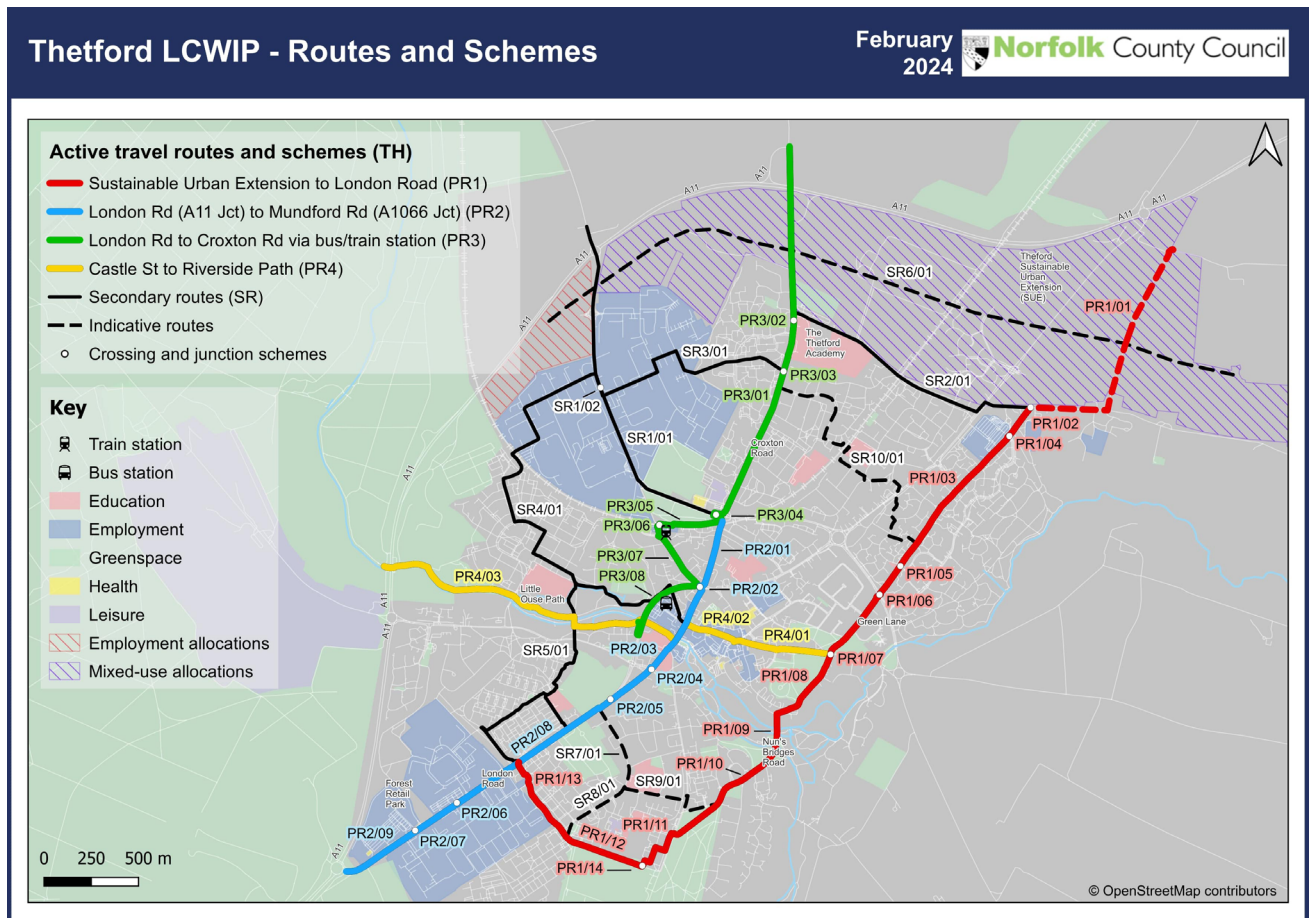 Thetford LCWIP - Routes and Schemes
February
2024
Norfolk County Council
Active travel routes and schemes (TH)
Sustainable Urban Extension to London Road (PR1)
London Rd (A11 Jct) to Mundford Rd (A1066 Jct) (PR2)
London Rd to Croxton Rd via bus/train station (PR3)
Castle St to Riverside Path (PR4)
Secondary routes (SR)
Indicative routes
Crossing and junction schemes
Key
Train station
Bus station
Education
Employment
Greenspace
Health
Leisure
Employment allocations
Mixed-use allocations
A11
A11
A11
A11
A11
SR6/01
Theford
Sustainable
Urban
Extension
(SUE)
PR1/01
A11
A11
PR3/02
The
Thetford
Academy
SR3/01
PR3/03
SR2/01
PR3/01
SR1/02
PR1/02
PR1/04
SR1/01
Croxton
Road
SR10/01
PR1/03
A11
SR4/01
PR3/05
PR3/04
PR3/06
PR2/01
PR3/07
PR1/05
PR4/03
PR3/08
PR2/02
Little
Ouse Path
PR1/06
A11
A11
PR4/02
Green Lane
PR4/01
SR5/01
PR2/03
PR1/07
PR2/04
PR1/08
PR2/05
PR2/08
PR1/09
SR7/01
Nun's
Bridges
Road
PR1/10
London
Road
PR1/13
SR9/01
Forest
Retail
Park
SR8/01
PR2/06
PR1/11
PR2/09
PR2/07
PR1/12
A11
PR1/14
0 250 500 m
© OpenStreetMap contributors